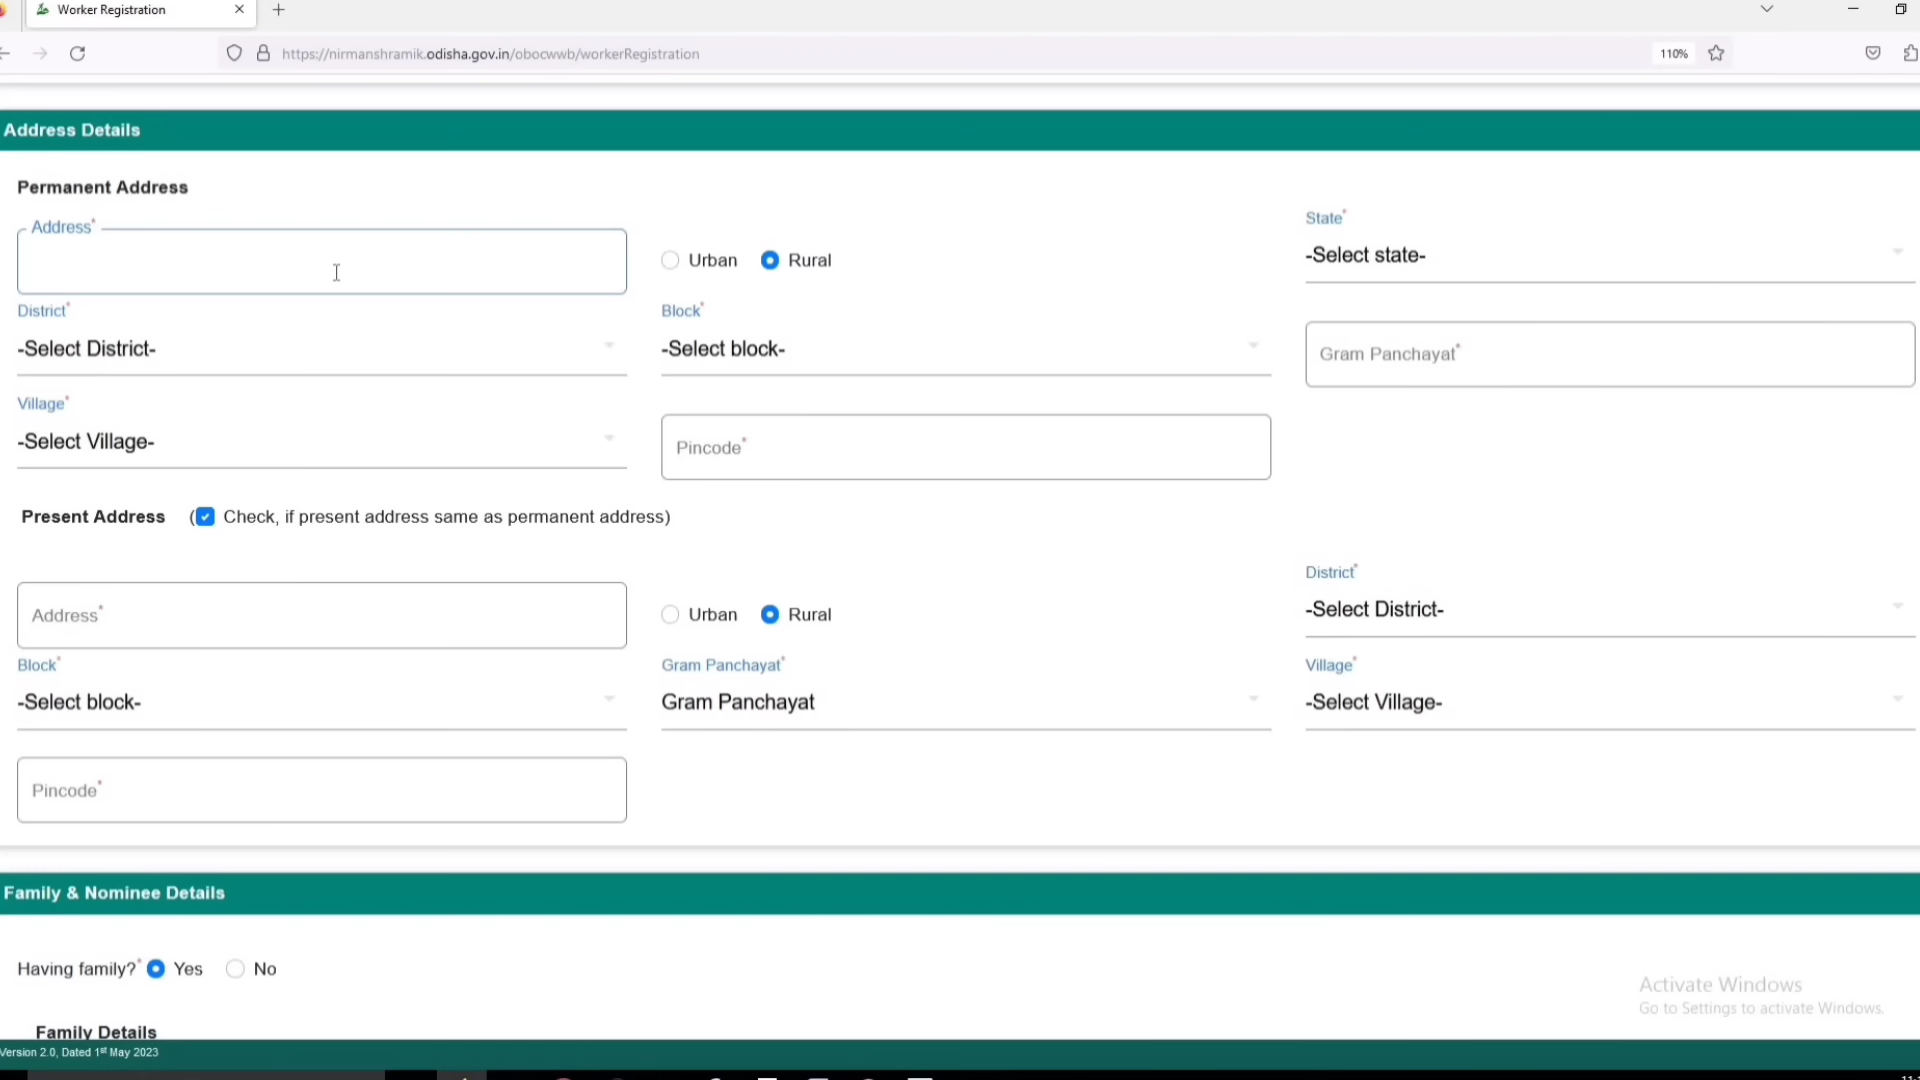 Worker Registration
https://nirmanshramik.odisha.gov.in/obocwwb/workerRegistration 110%
Address Details
Permanent Address
Address* Urban Rural State*
-Select state-
District* Block*
-Select District- -Select block- Gram Panchayat*
Village*
-Select Village- Pincode*
Present Address (Check, if present address same as permanent address)
Address* Urban Rural District*
-Select District-
Block* Gram Panchayat* Village*
-Select block- Gram Panchayat -Select Village-
Pincode*
Family & Nominee Details
Having family?* Yes No
Activate Windows
Go to Settings to activate Windows.
Family Details
Version 2.0, Dated 1st May 2023